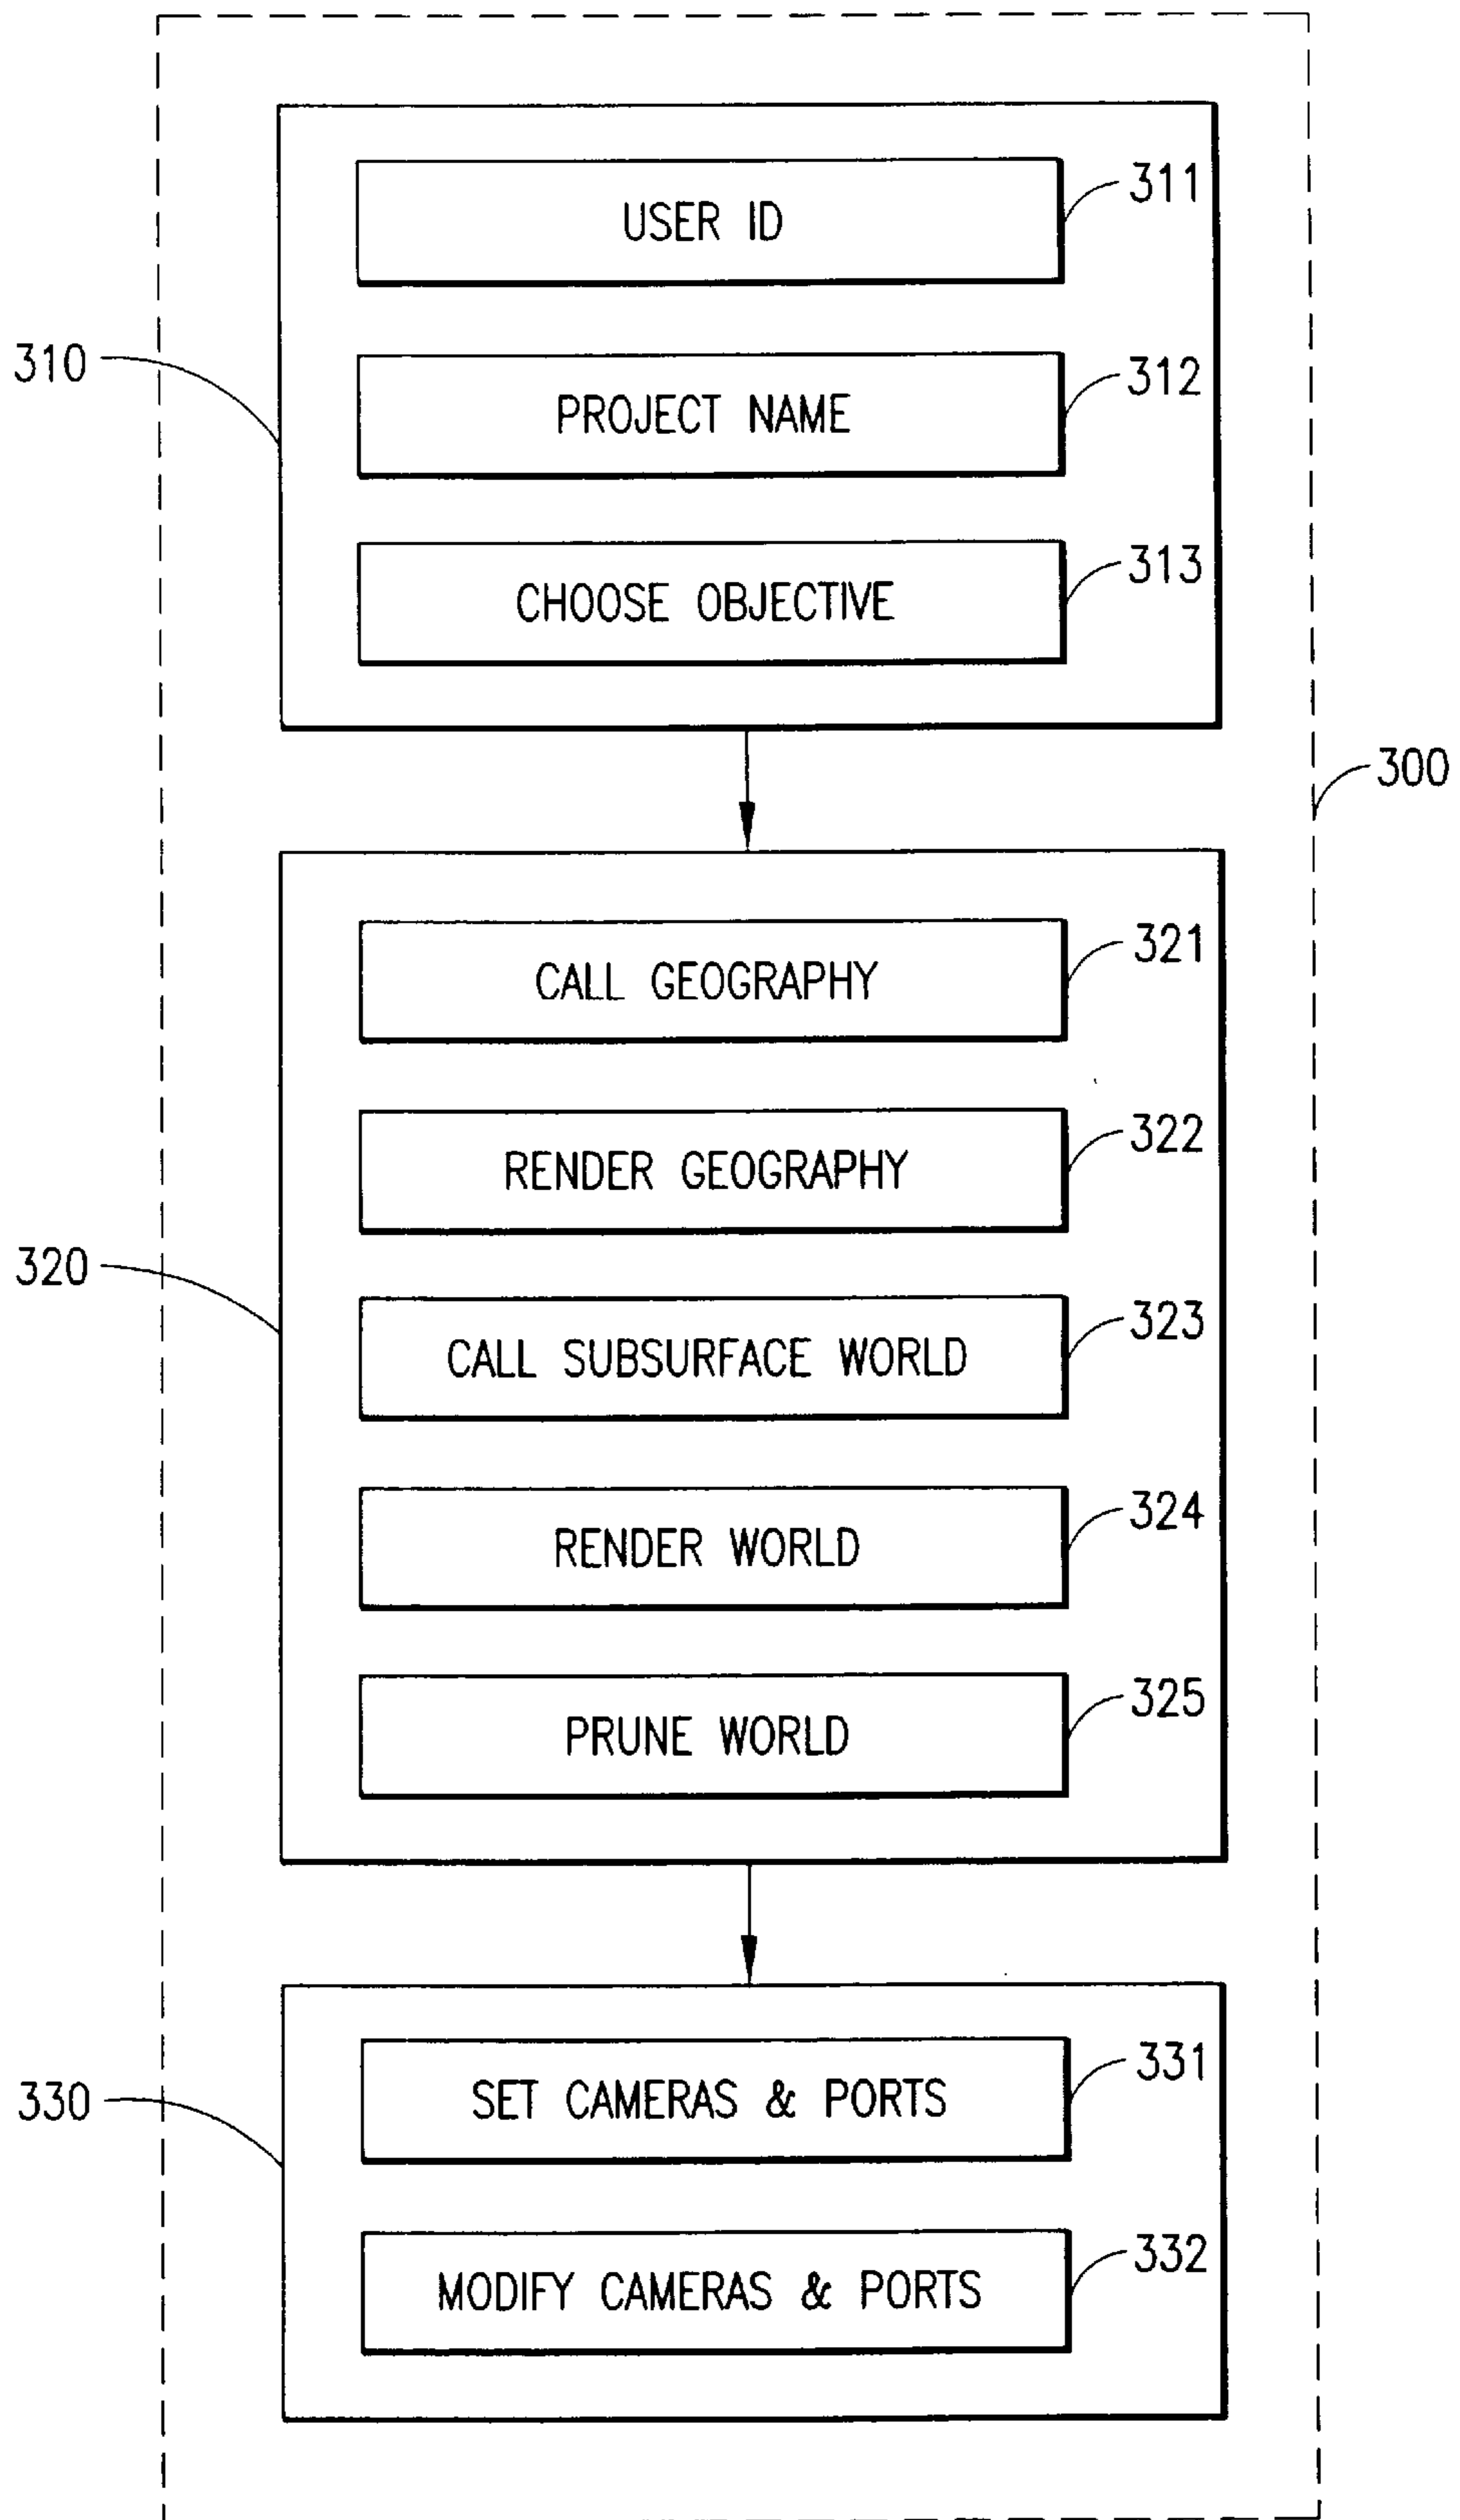 USER ID
311
310
PROJECT NAME
312
CHOOSE OBJECTIVE
313
300
CALL GEOGRAPHY
321
RENDER GEOGRAPHY
322
320
CALL SUBSURFACE WORLD
323
RENDER WORLD
324
PRUNE WORLD
325
330
SET CAMERAS & PORTS
331
MODIFY CAMERAS & PORTS
332